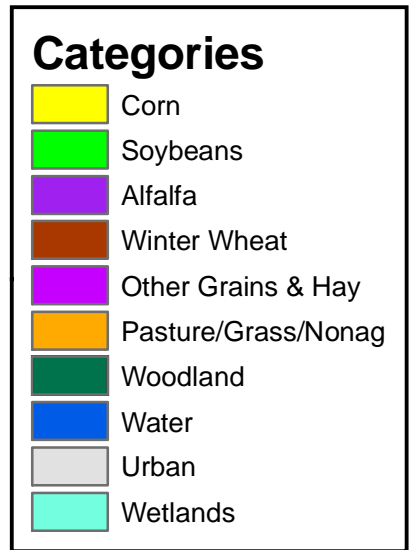 Categories
Corn
Soybeans
Alfalfa
Winter Wheat
Other Grains & Hay
Pasture/Grass/Nonag
Woodland
Water
Urban
Wetlands